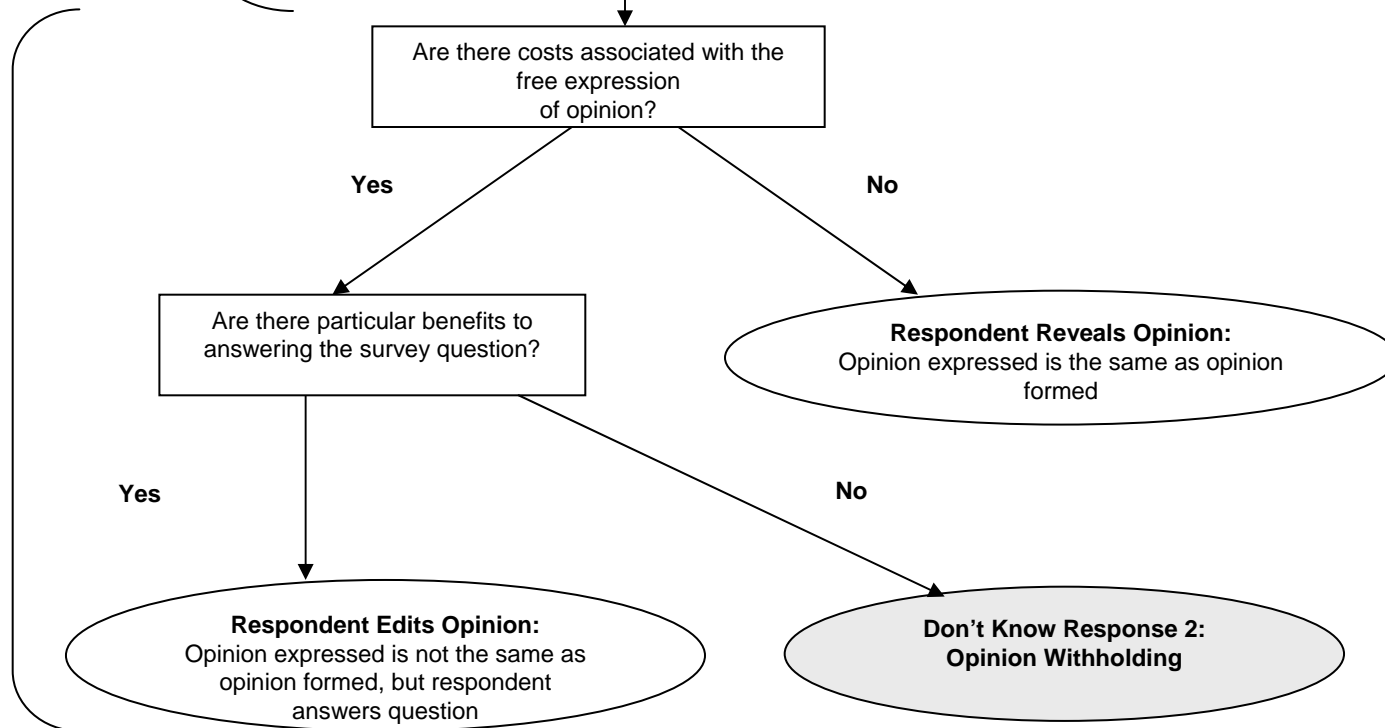 Are there costs associated with the
free expression
of opinion?
Yes
No
Are there particular benefits to
answering the survey question?
Respondent Reveals Opinion:
Opinion expressed is the same as opinion
formed
Yes
No
Respondent Edits Opinion:
Opinion expressed is not the same as
opinion formed, but respondent
answers question
Don’t Know Response 2:
Opinion Withholding